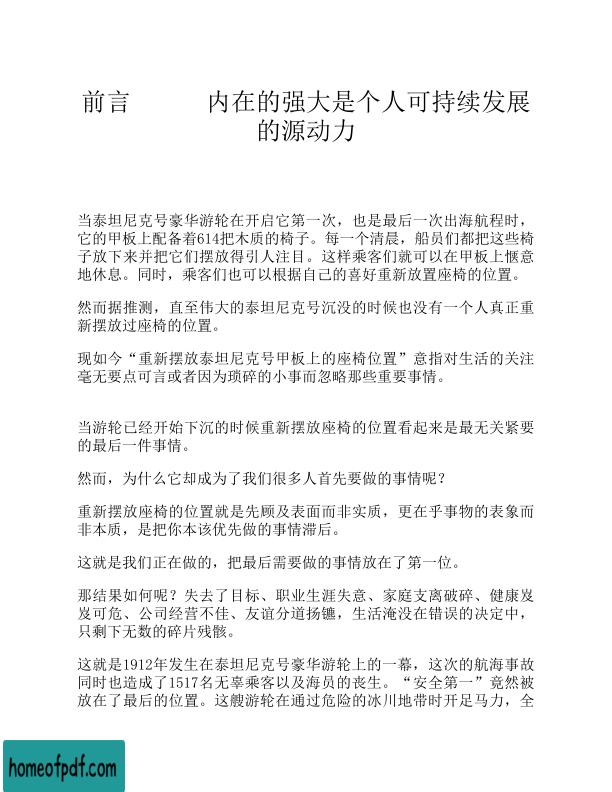 前言 内在的强大是个人可持续发展
的源动力
当泰坦尼克号豪华游轮在开启它第一次，也是最后一次出海航程时，
它的甲板上配备着614把木质的椅子。每一个清晨，船员们都把这些椅
子放下来并把它们摆放得引人注目。这样乘客们就可以在甲板上惬意
地休息。同时，乘客们也可以根据自己的喜好重新放置座椅的位置。
然而据推测，直至伟大的泰坦尼克号沉没的时候也没有一个人真正重
新摆放过座椅的位置。
现如今“重新摆放泰坦尼克号甲板上的座椅位置”意指对生活的关注
毫无要点可言或者因为琐碎的小事而忽略那些重要事情。
当游轮已经开始下沉的时候重新摆放座椅的位置看起来是最无关紧要
的最后一件事情。
然而，为什么它却成为了我们很多人首先要做的事情呢？
重新摆放座椅的位置就是先顾及表面而非实质，更在乎事物的表象而
非本质，是把你本该优先做的事情滞后。
这就是我们正在做的，把最后需要做的事情放在了第一位。
那结果如何呢？失去了目标、职业生涯失意、家庭支离破碎、健康岌
岌可危、公司经营不佳、友谊分道扬镳，生活淹没在错误的决定中，
只剩下无数的碎片残骸。
这就是1912年发生在泰坦尼克号豪华游轮上的一幕，这次的航海事故
同时也造成了1517名无辜乘客以及海员的丧生。“安全第一”竟然被
放在了最后的位置。这艘游轮在通过危险的冰川地带时开足马力，全
homeofpdf.com